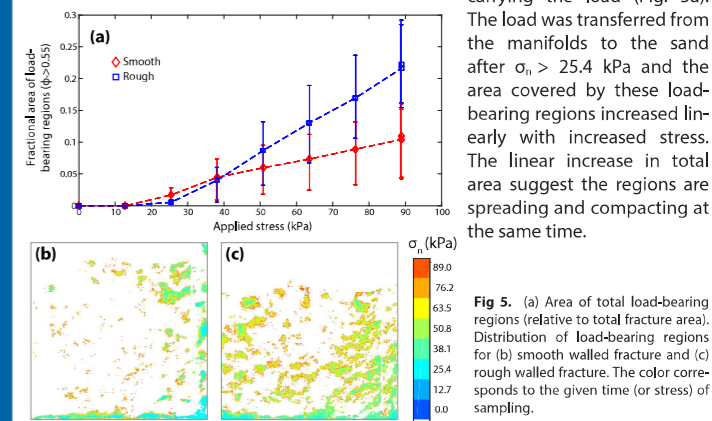 carrying the load (Fig. 5a).
The load was transferred from
the manifolds to the sand
after σn > 25.4 kPa and the
area covered by these load-
bearing regions increased lin-
early with increased stress.
The linear increase in total
area suggest the regions are
spreading and compacting at
the same time.
Fractional area of load-
bearing regions (ϕs>0.55)
0.3
0.25
0.2
0.15
0.1
0.05
0
(a)
Smooth
Rough
0 10 20 30 40 50 60 70 80 90 100
Applied stress (kPa)
(b)
(c)
σn (kPa)
89.0
76.2
63.5
50.8
38.1
25.4
12.7
0.0
Fig 5. (a) Area of total load-bearing
regions (relative to total fracture area).
Distribution of load-bearing regions
for (b) smooth walled fracture and (c)
rough walled fracture. The color corre-
sponds to the given time (or stress) of
sampling.